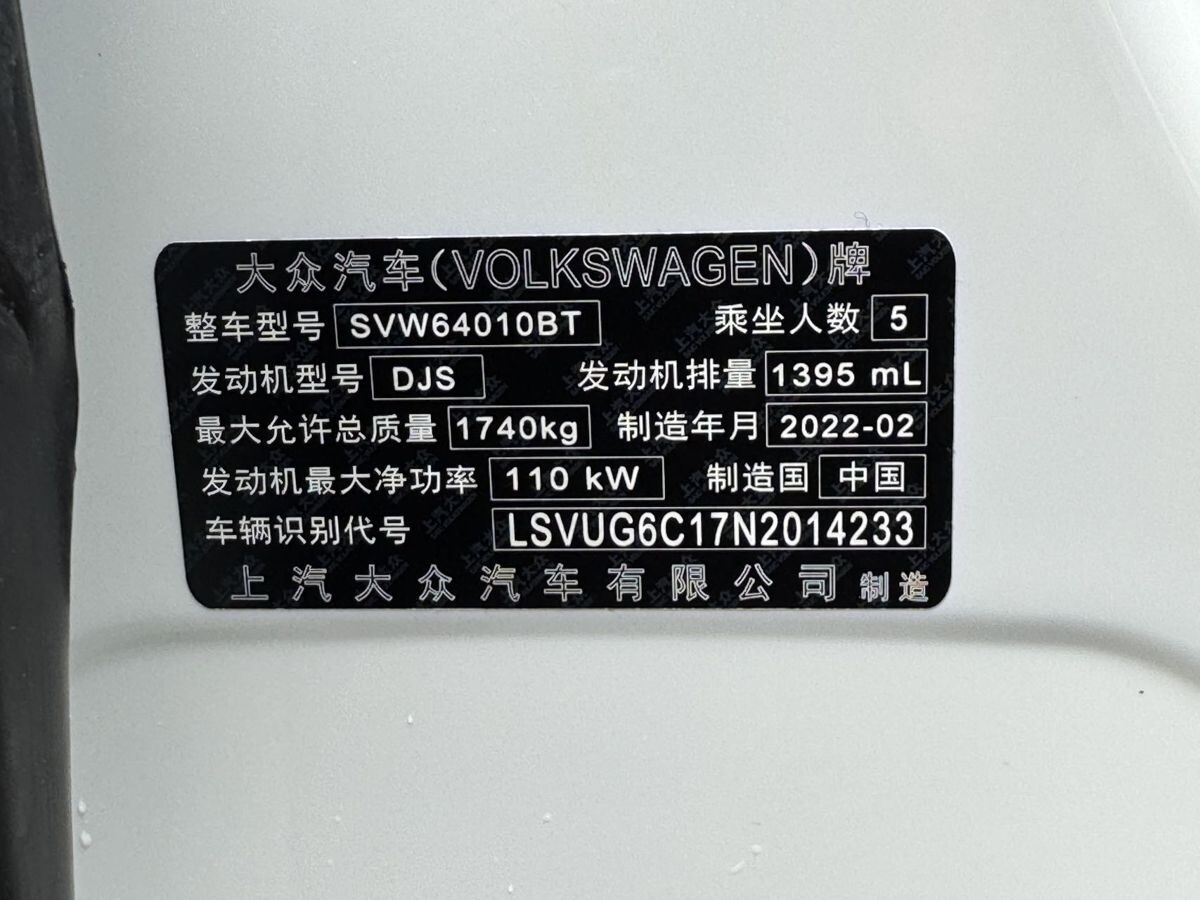 大众汽车(VOLKSWAGEN)牌
整车型号 SVW64010BT 乘坐人数 5
发动机型号 DJS 发动机排量 1395 mL
最大允许总质量 1740kg 制造年月 2022-02
发动机最大净功率 110 kW 制造国 中国
车辆识别代号 LSVUG6C17N2014233
上汽大众汽车有限公司 制造